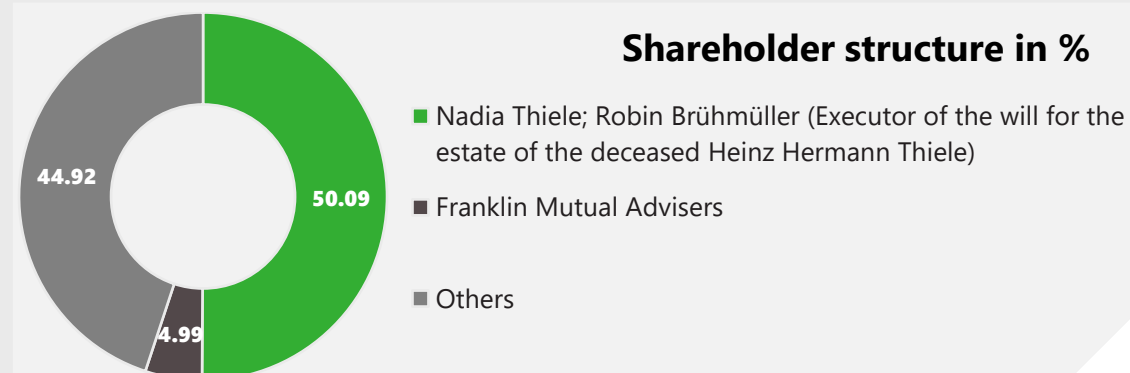 Shareholder structure in %
Nadia Thiele; Robin Brühmüller (Executor of the will for the
estate of the deceased Heinz Hermann Thiele)
Franklin Mutual Advisers
Others
44.92
50.09
4.99